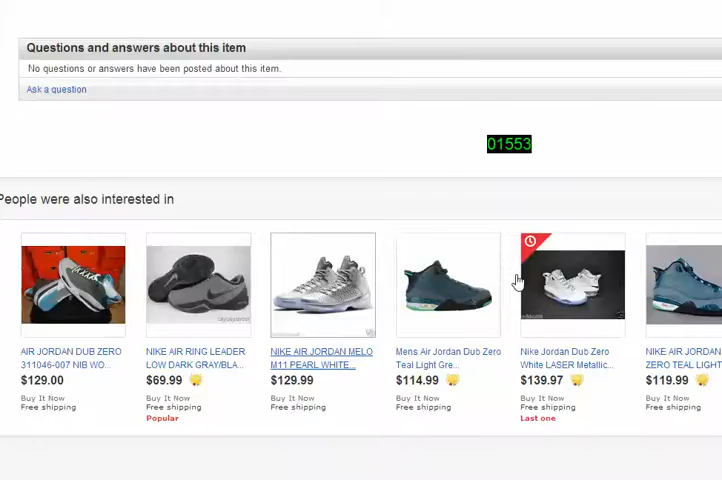 Questions and answers about this item
No questions or answers have been posted about this item.
Ask a question
01553
People were also interested in
AIR JORDAN DUB ZERO
311046-007 NIB WO...
$129.00
Buy It Now
Free shipping
NIKE AIR RING LEADER
LOW DARK GRAY/BLA...
$69.99
Buy It Now
Free shipping
Popular
NIKE AIR JORDAN MELO
M11 PEARL WHITE...
$129.99
Buy It Now
Free shipping
Mens Air Jordan Dub Zero
Teal Light Gre...
$114.99
Buy It Now
Free shipping
Nike Jordan Dub Zero
White LASER Metallic...
$139.97
Buy It Now
Free shipping
Last one
NIKE AIR JORDAN
ZERO TEAL LIGHT
$119.99
Buy It Now
Free shipping